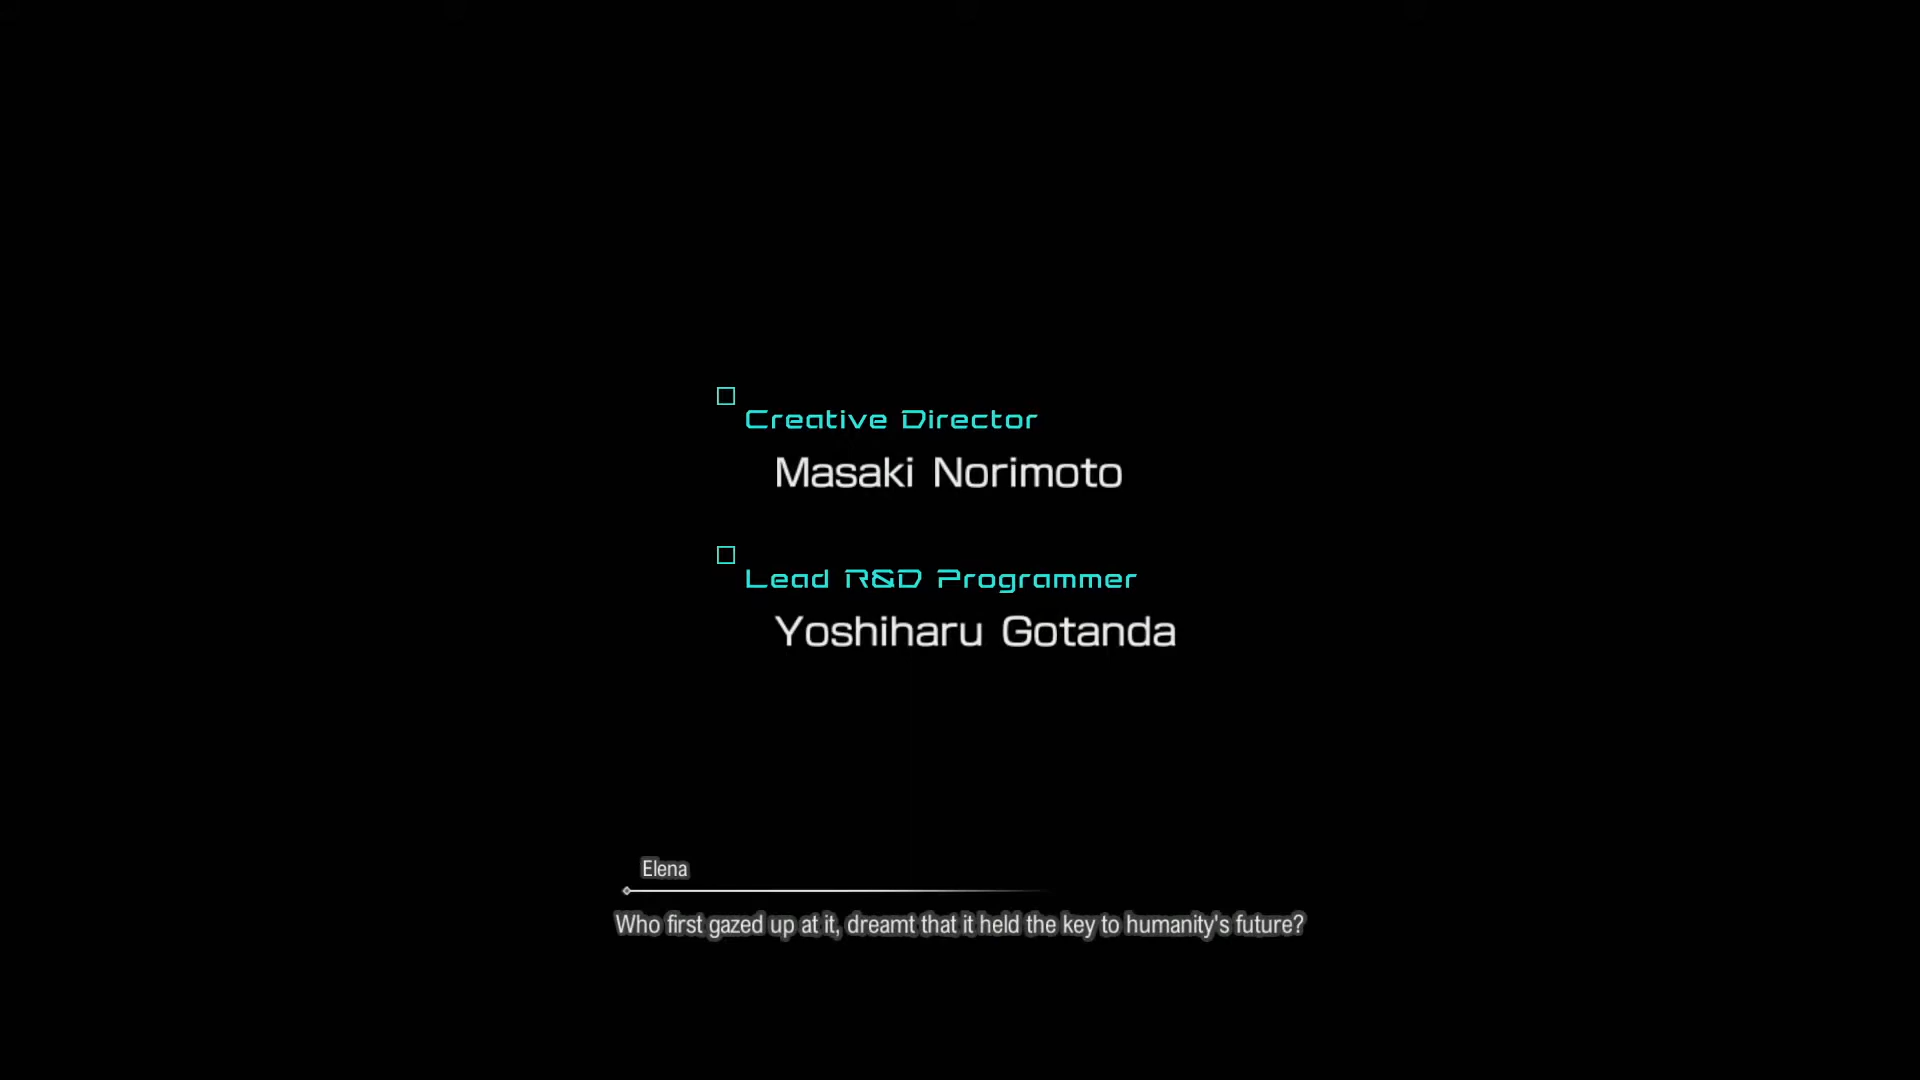 Creative Director
Masaki Norimoto
Lead R&D Programmer
Yoshiharu Gotanda
Elena
Who first gazed up at it, dreamt that it held the key to humanity's future?